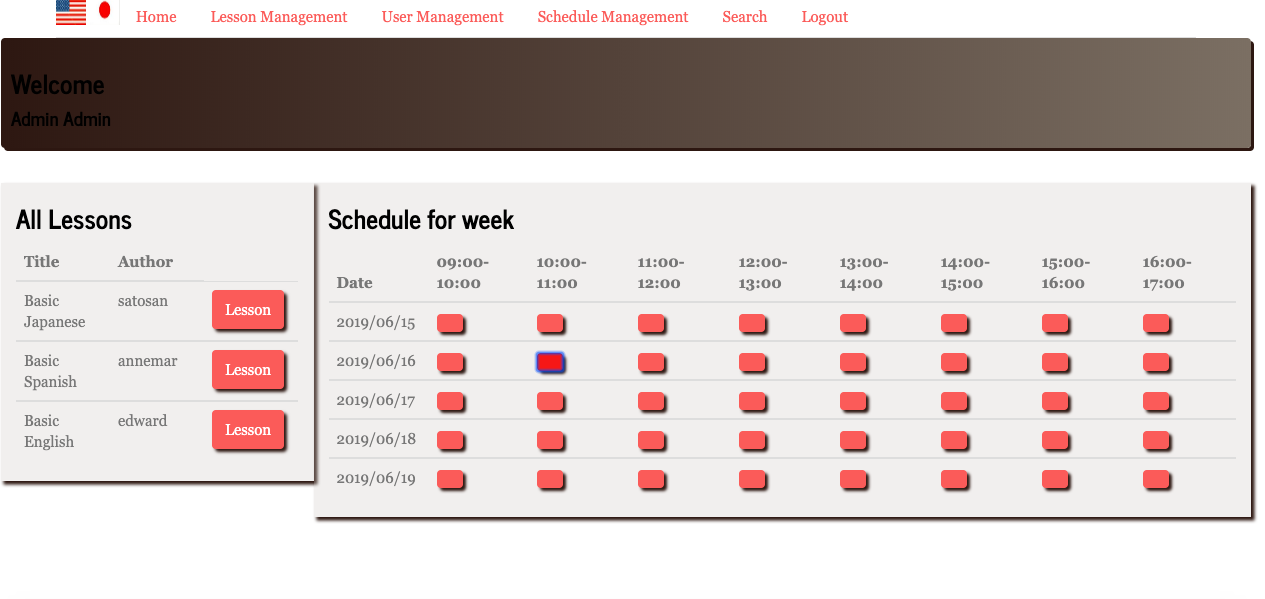 Home Lesson Management User Management Schedule Management Search Logout
Welcome
Admin Admin
All Lessons
Title Author
Basic Japanese satosan Lesson
Basic Spanish annemar Lesson
Basic English edward Lesson
Schedule for week
Date 09:00-10:00 10:00-11:00 11:00-12:00 12:00-13:00 13:00-14:00 14:00-15:00 15:00-16:00 16:00-17:00
2019/06/15
2019/06/16
2019/06/17
2019/06/18
2019/06/19